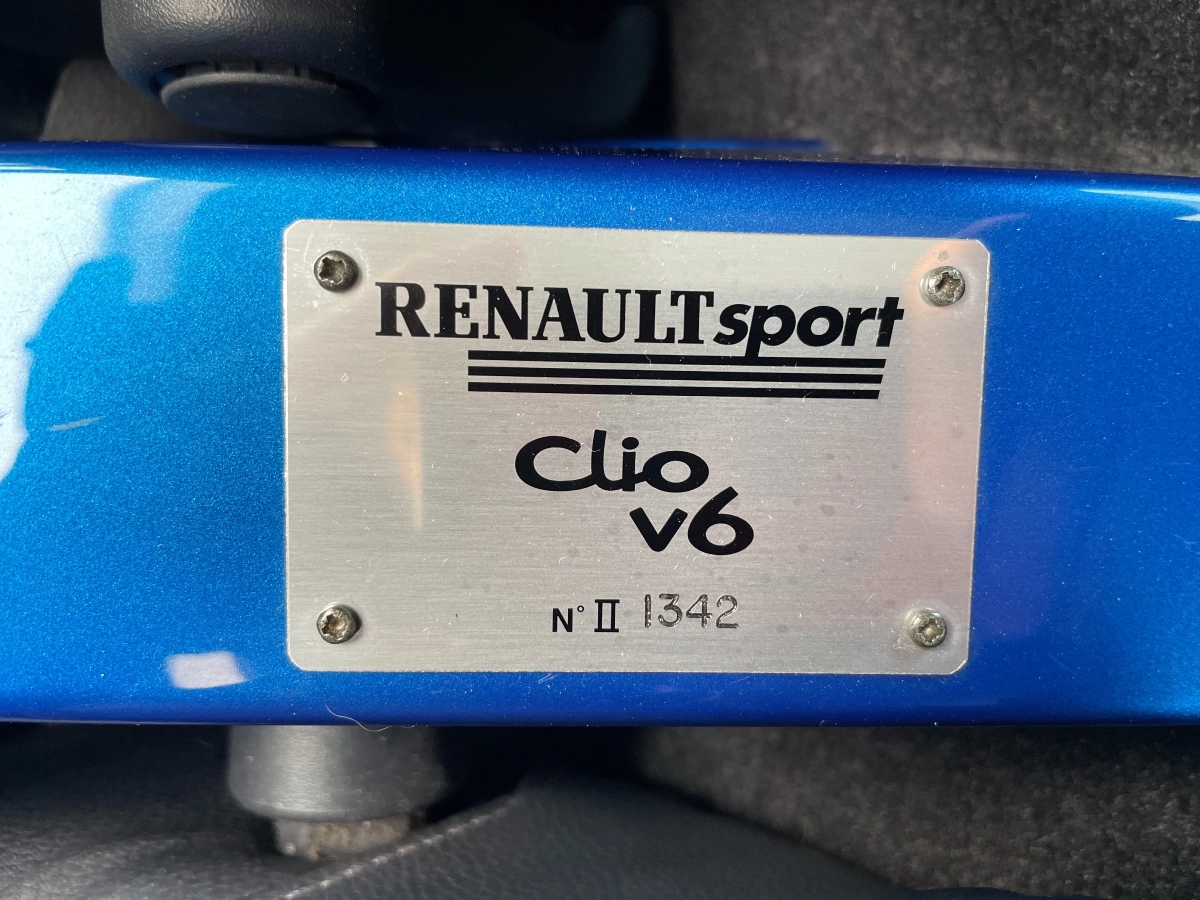 RENAULTsport
Clio
v6
N° II 1342